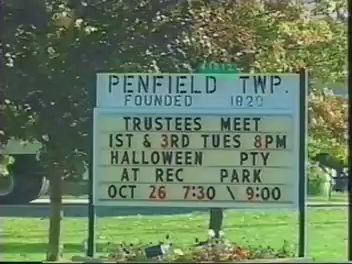 PENFIELD TWP.
FOUNDED 1820
TRUSTEES MEET
1ST & 3RD TUES 8PM
HALLOWEEN PTY
AT REC PARK
OCT 26 7:30 \ 9:00